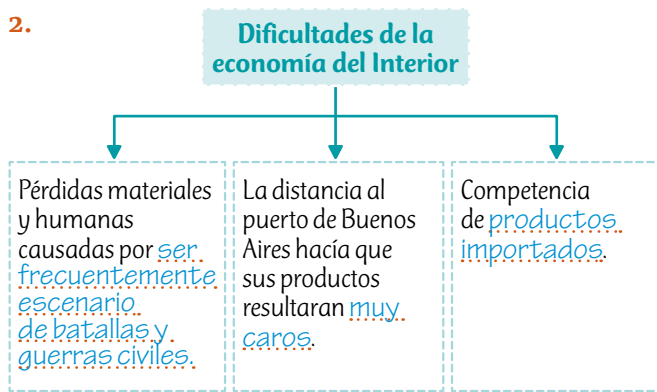 2.
Dificultades de la
economía del Interior
Pérdidas materiales
y humanas
causadas por ser
frecuentemente
escenario
de batallas y
guerras civiles.
La distancia al
puerto de Buenos
Aires hacía que
sus productos
resultaran muy
caros.
Competencia
de productos
importados.